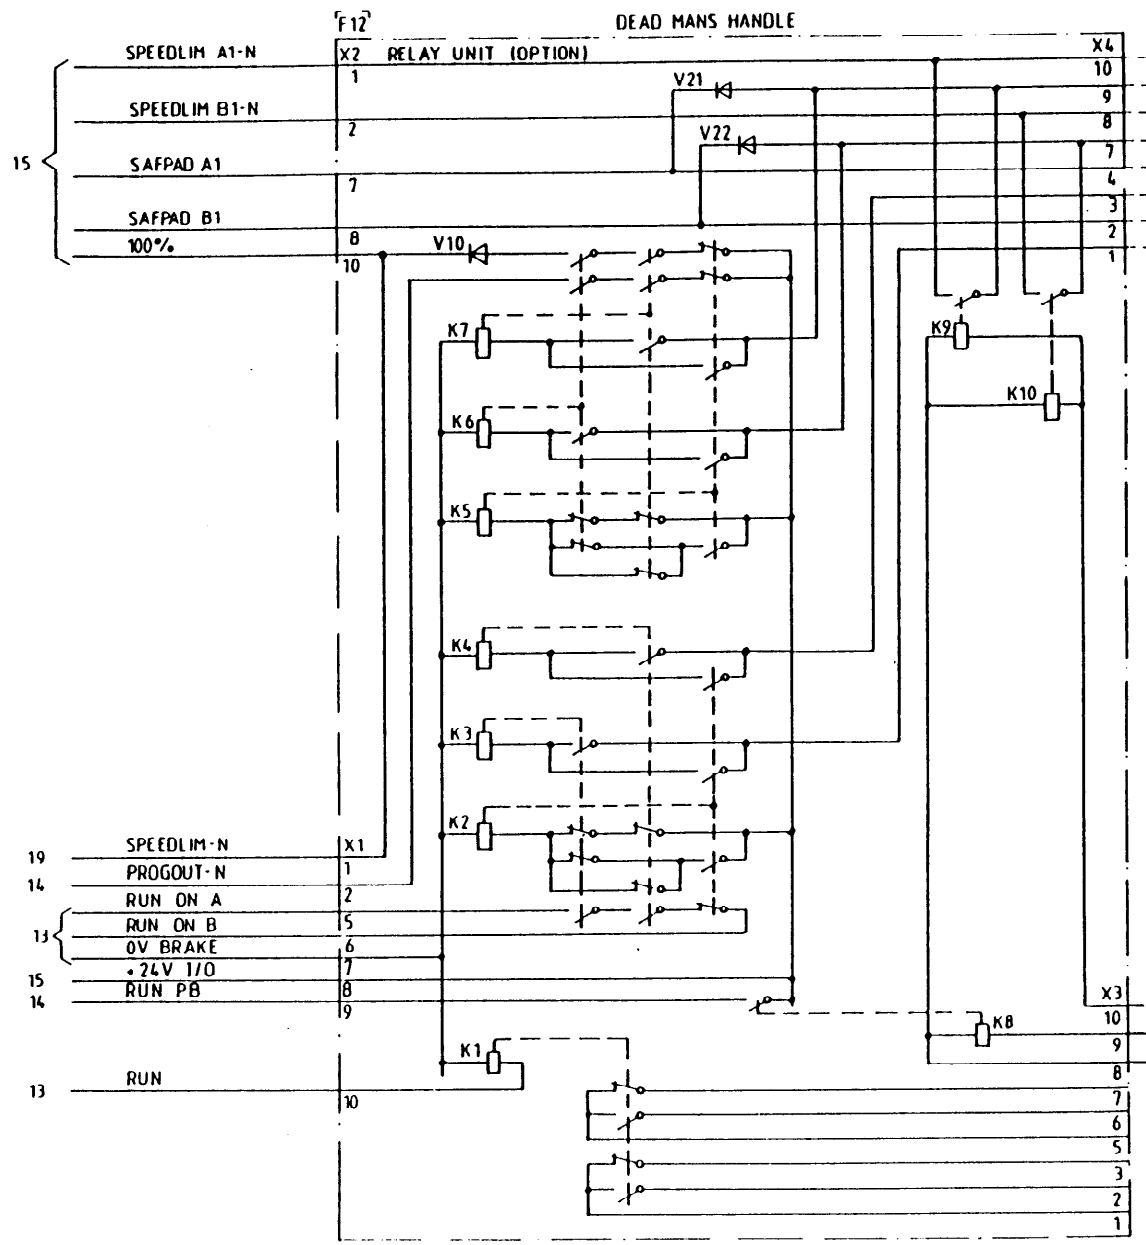 F12 DEAD MANS HANDLE
SPEEDLIM A1-N X2 RELAY UNIT (OPTION) X4
1 10
V21
9
SPEEDLIM B1-N
2 8
V22
7
15 SAFPAD A1
7 4
3
SAFPAD B1
8 2
100% V10
10 1
K7 K9
K10
K6
K5
K4
K3
K2
SPEEDLIM-N X1
19 1
PROGOUT-N
14 2
RUN ON A
5
13 RUN ON B
6
0V BRAKE
7
+24V I/O
15 8
RUN PB X3
14 9 10
K8
K1 9
RUN 8
13 10 7
6
5
3
2
1